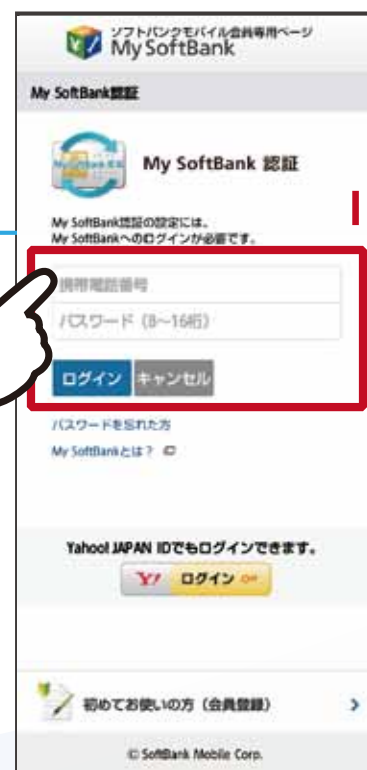 ソフトバンクモバイル会員専用ページ
My SoftBank
My SoftBank認証
My SoftBank 認証
My SoftBank認証の設定には、
My SoftBankへのログインが必要です。
携帯電話番号
パスワード（8～16桁）
ログイン キャンセル
パスワードを忘れた方
My SoftBankとは？
Yahoo! JAPAN IDでもログインできます。
Y! ログイン
初めてお使いの方（会員登録）
© SoftBank Mobile Corp.